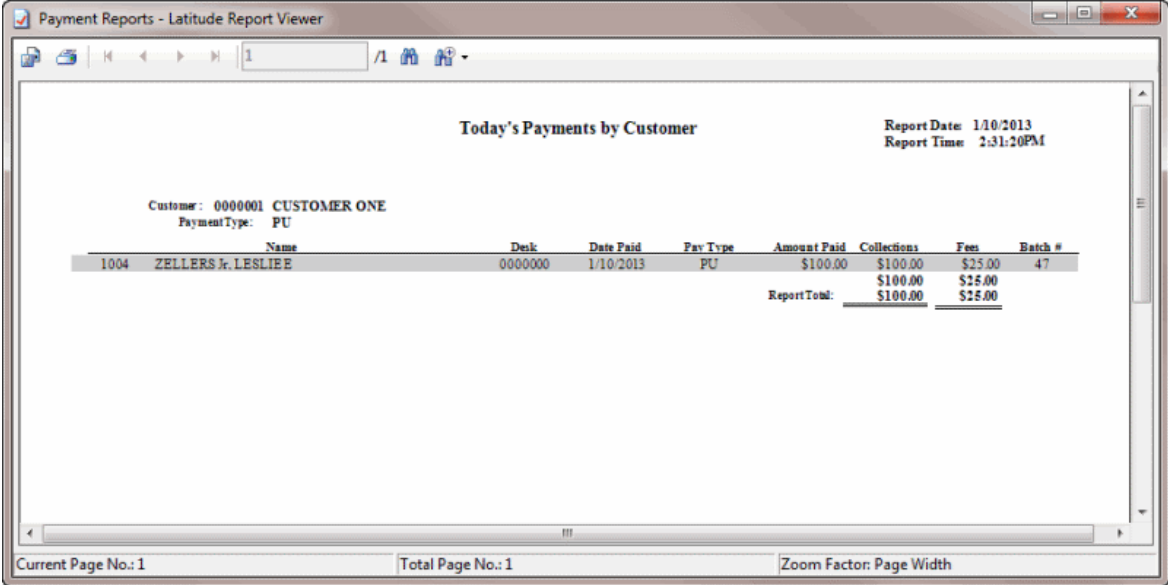 Payment Reports - Latitude Report Viewer
1 /1
Today's Payments by Customer
Report Date: 1/10/2013
Report Time: 2:31:20PM
Customer: 0000001 CUSTOMER ONE
Payment Type: PU
Name Desk Date Paid Pay Type Amount Paid Collections Fees Batch #
1004 ZELLERS Jr. LESLIE E 0000000 1/10/2013 PU $100.00 $100.00 $25.00 47
$100.00 $25.00
Report Total: $100.00 $25.00
Current Page No.: 1 Total Page No.: 1 Zoom Factor: Page Width